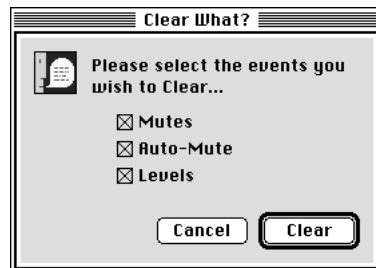 Clear What?
Please select the events you
wish to Clear...
Mutes
Auto-Mute
Levels
Cancel Clear